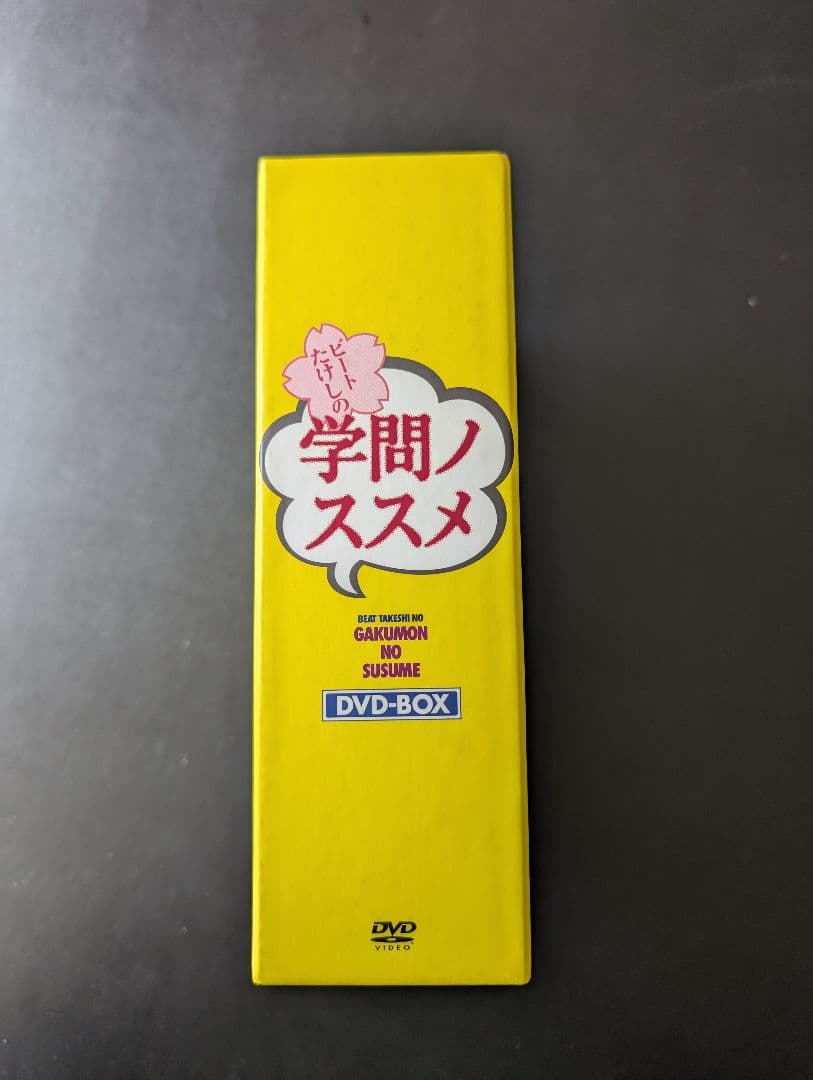 ビート
たけしの
学問ノ
ススメ
BEAT TAKESHI NO
GAKUMON
NO
SUSUME
DVD-BOX
DVD
VIDEO